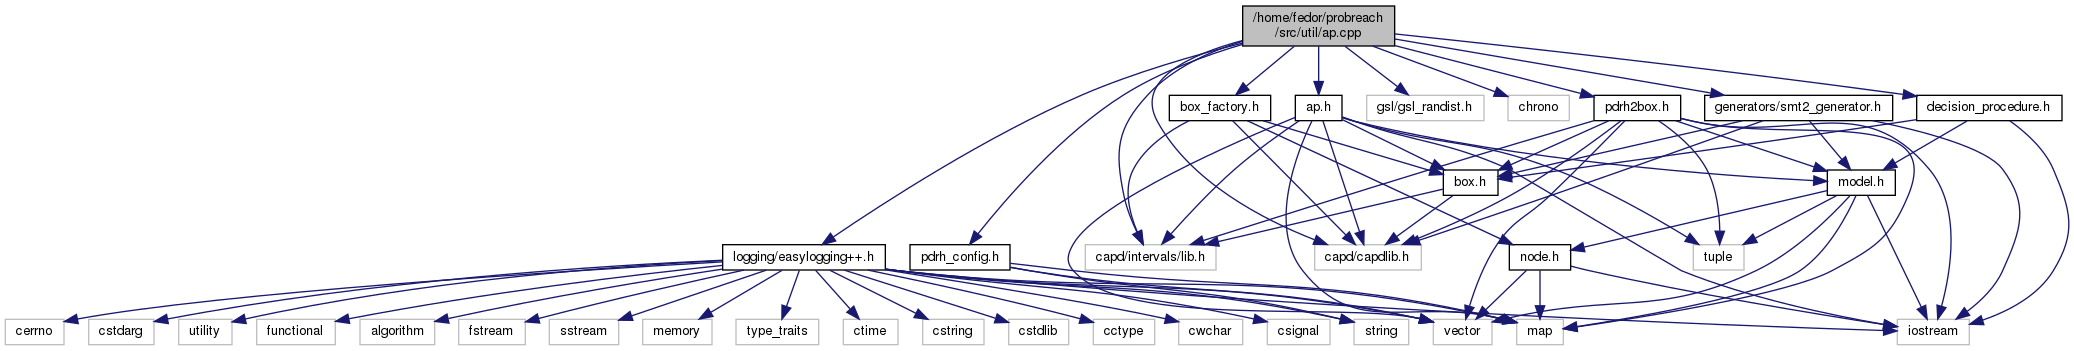 /home/fedor/probreach
/src/util/ap.cpp
box_factory.h
ap.h
gsl/gsl_randist.h
chrono
pdrh2box.h
generators/smt2_generator.h
decision_procedure.h
box.h
model.h
logging/easylogging++.h
pdrh_config.h
capd/intervals/lib.h
capd/capdlib.h
node.h
tuple
cerrno
cstdarg
utility
functional
algorithm
fstream
sstream
memory
type_traits
ctime
cstring
cstdlib
cctype
cwchar
csignal
string
vector
map
iostream